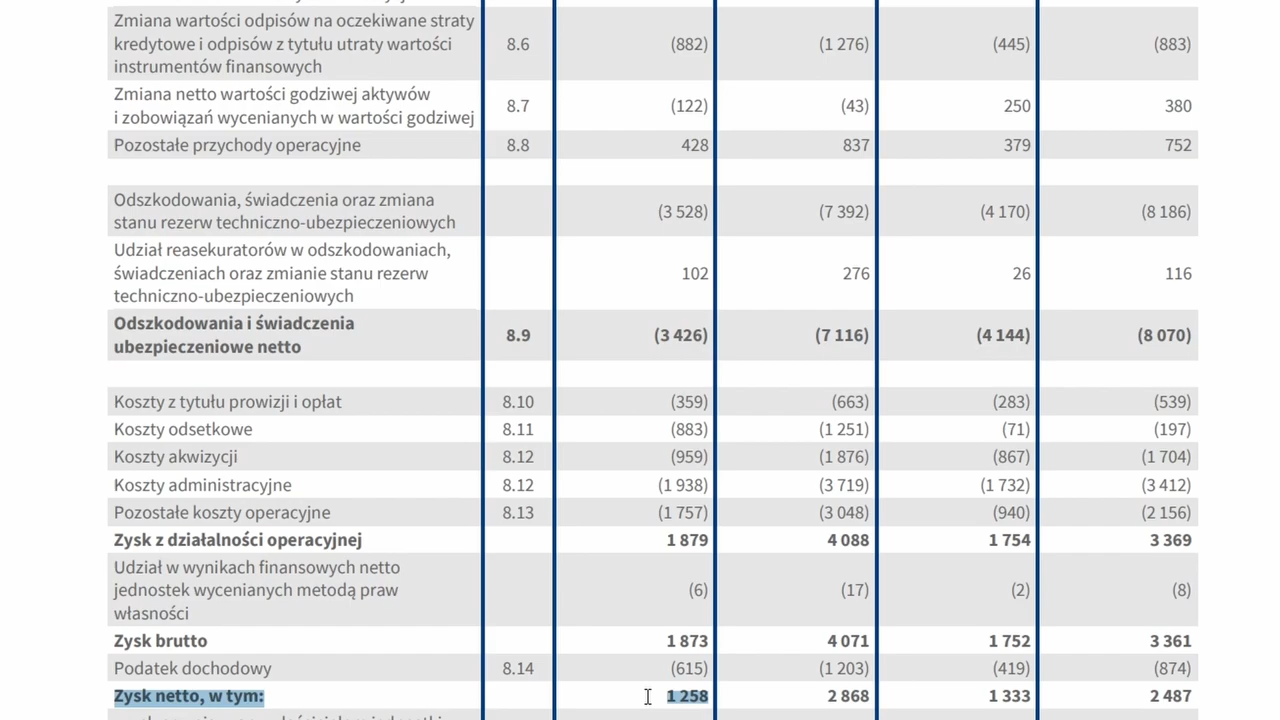 Zmiana wartości odpisów na oczekiwane straty
kredytowe i odpisów z tytułu utraty wartości 8.6 (882) (1 276) (445) (883)
instrumentów finansowych
Zmiana netto wartości godziwej aktywów
i zobowiązań wycenianych w wartości godziwej 8.7 (122) (43) 250 380
Pozostałe przychody operacyjne 8.8 428 837 379 752
Odszkodowania, świadczenia oraz zmiana
stanu rezerw techniczno-ubezpieczeniowych (3 528) (7 392) (4 170) (8 186)
Udział reasekuratorów w odszkodowaniach,
świadczeniach oraz zmianie stanu rezerw 102 276 26 116
techniczno-ubezpieczeniowych
Odszkodowania i świadczenia
ubezpieczeniowe netto 8.9 (3 426) (7 116) (4 144) (8 070)
Koszty z tytułu prowizji i opłat 8.10 (359) (663) (283) (539)
Koszty odsetkowe 8.11 (883) (1 251) (71) (197)
Koszty akwizycji 8.12 (959) (1 876) (867) (1 704)
Koszty administracyjne 8.12 (1 938) (3 719) (1 732) (3 412)
Pozostałe koszty operacyjne 8.13 (1 757) (3 048) (940) (2 156)
Zysk z działalności operacyjnej 1 879 4 088 1 754 3 369
Udział w wynikach finansowych netto
jednostek wycenianych metodą praw (6) (17) (2) (8)
własności
Zysk brutto 1 873 4 071 1 752 3 361
Podatek dochodowy 8.14 (615) (1 203) (419) (874)
Zysk netto, w tym: 1 258 2 868 1 333 2 487